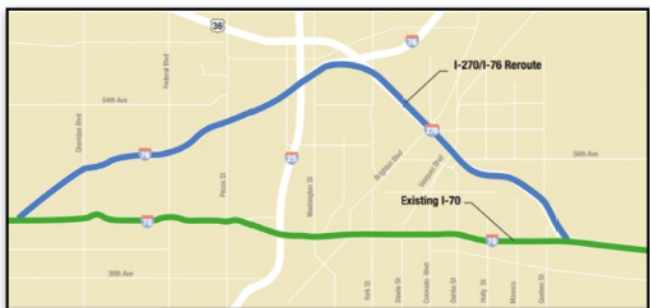 36
76
I-270/I-76 Reroute
Federal Blvd
64th Ave
Sheridan Blvd
270
76
25
Brighton Blvd
Vasquez Blvd
50th Ave
Pecos St
Washington St
Existing I-70
70
70
38th Ave
York St
Steele St
Colorado Blvd
Dahlia St
Holly St
Monaco
Quebec St